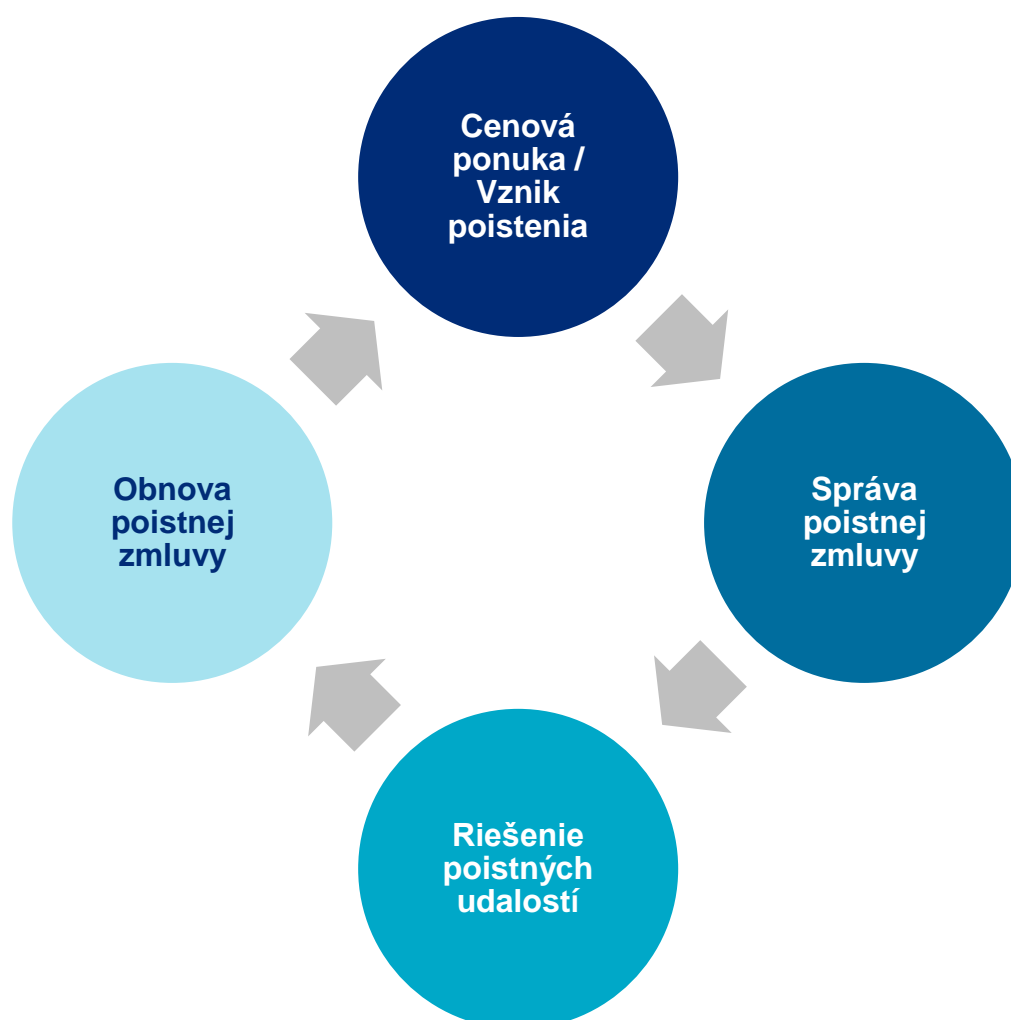 Cenová
ponuka /
Vznik
poistenia
Správa
poistnej
zmluvy
Riešenie
poistných
udalostí
Obnova
poistnej
zmluvy